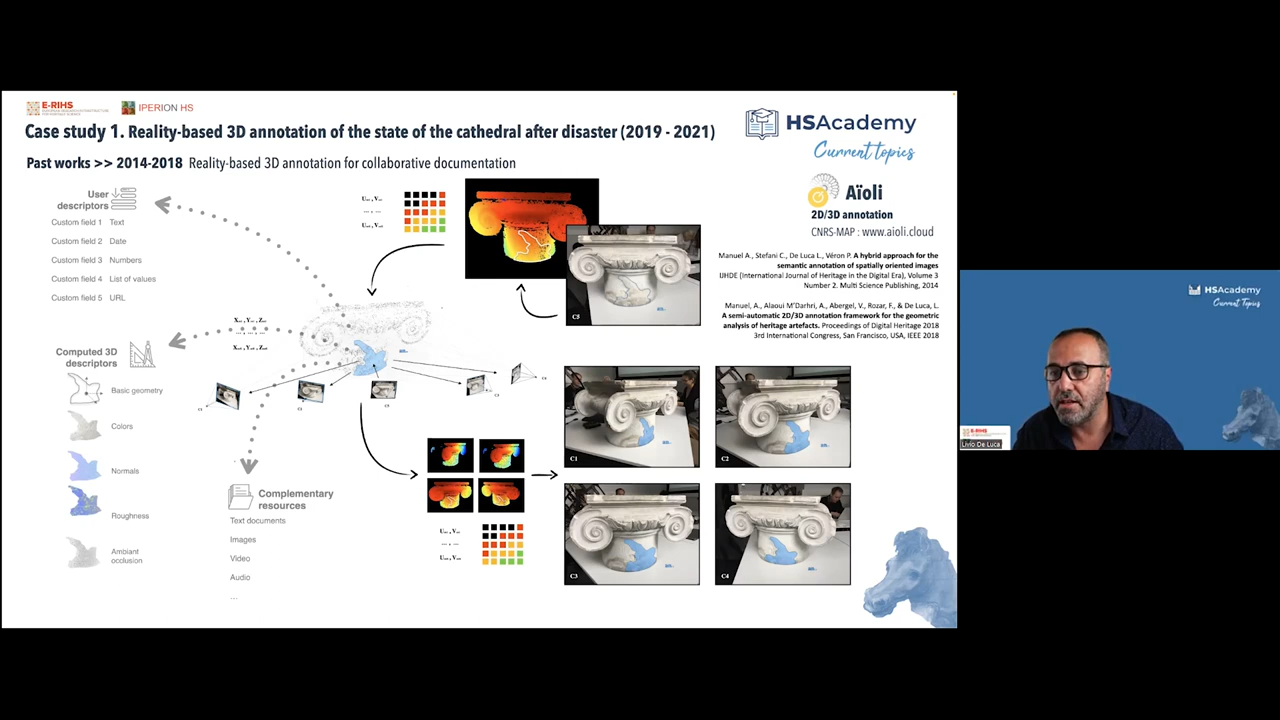 E-RIHS
EUROPEAN RESEARCH INFRASTRUCTURE
FOR HERITAGE SCIENCE
IPERION HS
Case study 1. Reality-based 3D annotation of the state of the cathedral after disaster (2019 - 2021)
Past works >> 2014-2018 Reality-based 3D annotation for collaborative documentation
HSAcademy
Current topics
Aïoli
2D/3D annotation
CNRS-MAP : www.aioli.cloud
Manuel A., Stefani C., De Luca L., Véron P. A hybrid approach for the
semantic annotation of spatially oriented images
IJHDE (International Journal of Heritage in the Digital Era), Volume 3
Number 2. Multi Science Publishing, 2014
Manuel, A., Alaoui M'Darhri, A., Abergel, V., Rozar, F., & De Luca, L.
A semi-automatic 2D/3D annotation framework for the geometric
analysis of heritage artefacts. Proceedings of Digital Heritage 2018
3rd International Congress, San Francisco, USA, IEEE 2018
User
descriptors
Custom field 1 Text
Custom field 2 Date
Custom field 3 Numbers
Custom field 4 List of values
Custom field 5 URL
Computed 3D
descriptors
Basic geometry
Colors
Normals
Roughness
Ambiant
occlusion
Complementary
resources
Text documents
Images
Video
Audio
...
C5
C1
C2
C3
C4
HSAcademy
Current Topics
E-RIHS
Livio De Luca